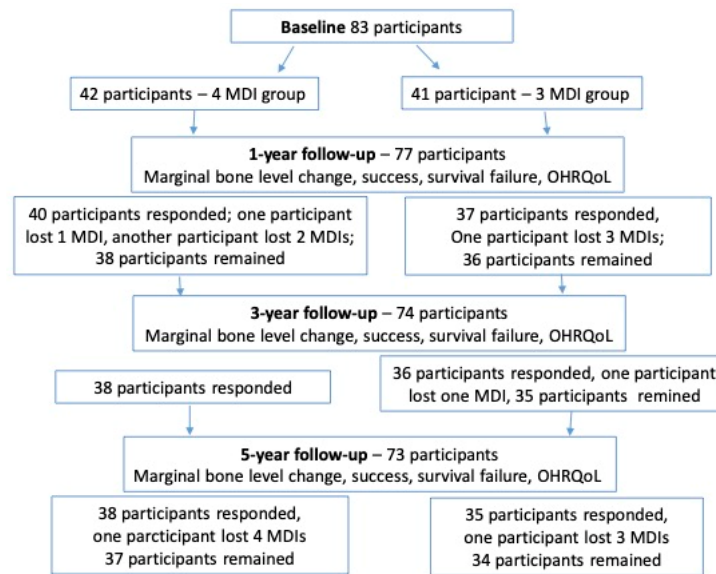 Baseline 83 participants
42 participants – 4 MDI group
41 participant – 3 MDI group
1-year follow-up – 77 participants
Marginal bone level change, success, survival failure, OHRQoL
40 participants responded; one participant
lost 1 MDI, another participant lost 2 MDIs;
38 participants remained
37 participants responded,
One participant lost 3 MDIs;
36 participants remained
3-year follow-up – 74 participants
Marginal bone level change, success, survival failure, OHRQoL
38 participants responded
36 participants responded, one participant
lost one MDI, 35 participants remined
5-year follow-up – 73 participants
Marginal bone level change, success, survival failure, OHRQoL
38 participants responded,
one parcticipant lost 4 MDIs
37 participants remained
35 participants responded,
one participant lost 3 MDIs
34 participants remained